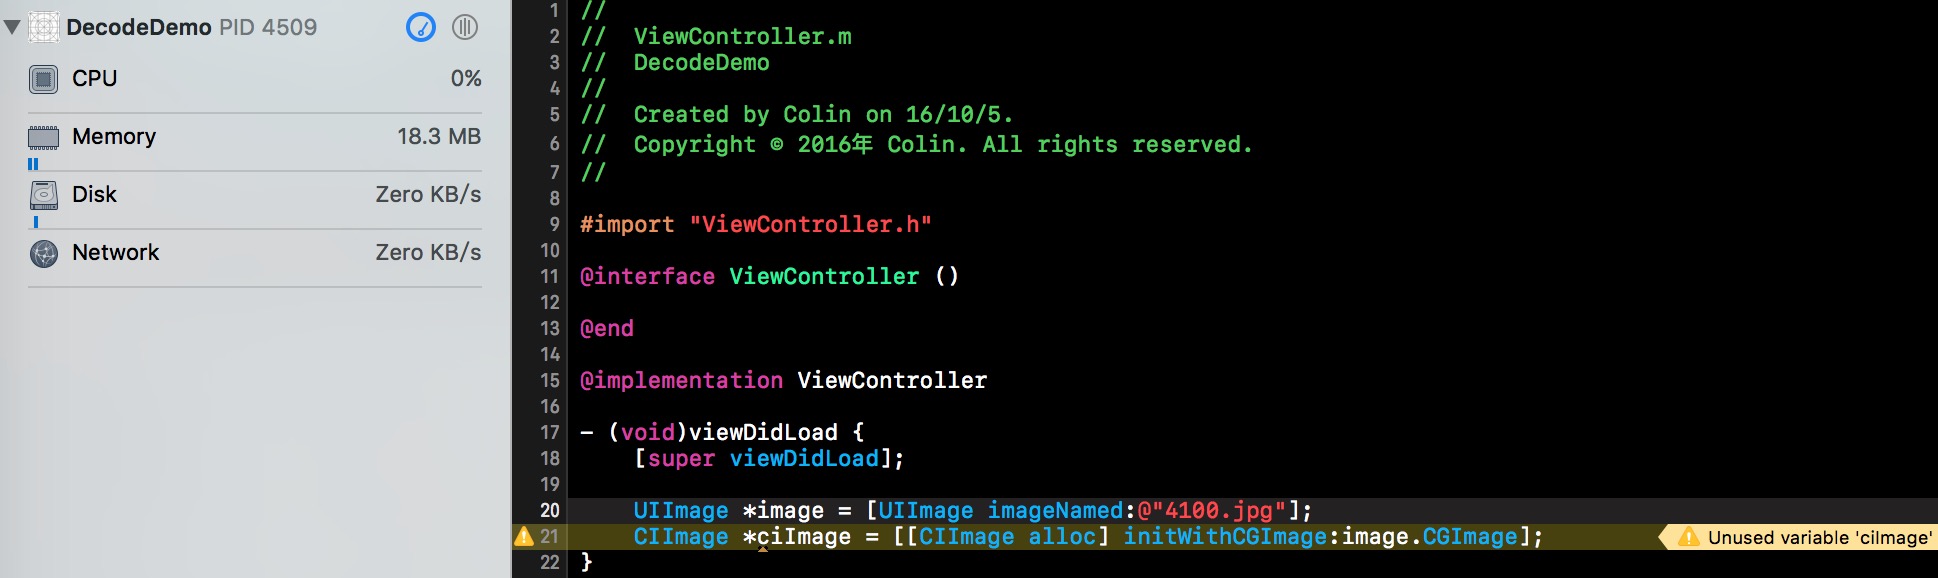 DecodeDemo PID 4509
CPU 0%
Memory 18.3 MB
Disk Zero KB/s
Network Zero KB/s
1 //
2 //  ViewController.m
3 //  DecodeDemo
4 //
5 //  Created by Colin on 16/10/5.
6 //  Copyright © 2016年 Colin. All rights reserved.
7 //
8
9 #import "ViewController.h"
10
11 @interface ViewController ()
12
13 @end
14
15 @implementation ViewController
16
17 - (void)viewDidLoad {
18     [super viewDidLoad];
19
20     UIImage *image = [UIImage imageNamed:@"4100.jpg"];
21     CIImage *ciImage = [[CIImage alloc] initWithCGImage:image.CGImage]; Unused variable 'ciImage'
22 }